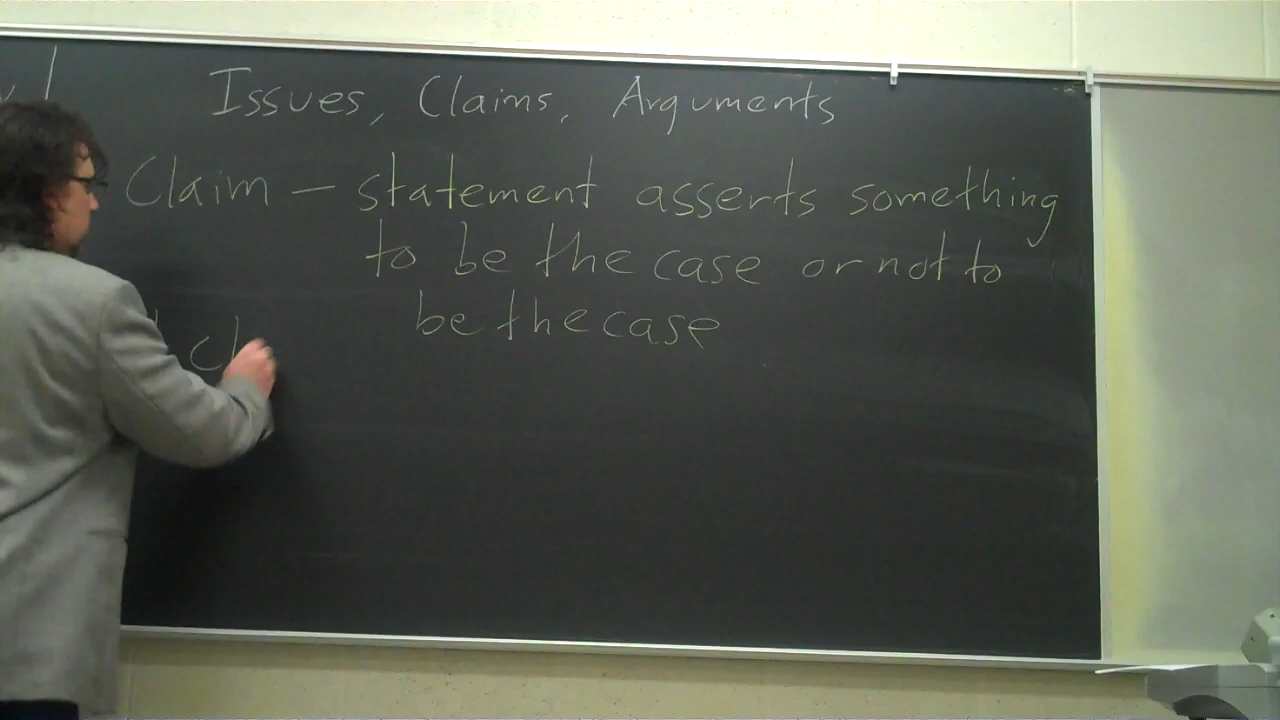 Issues, Claims, Arguments
Claim – statement asserts something
to be the case or not to
be the case